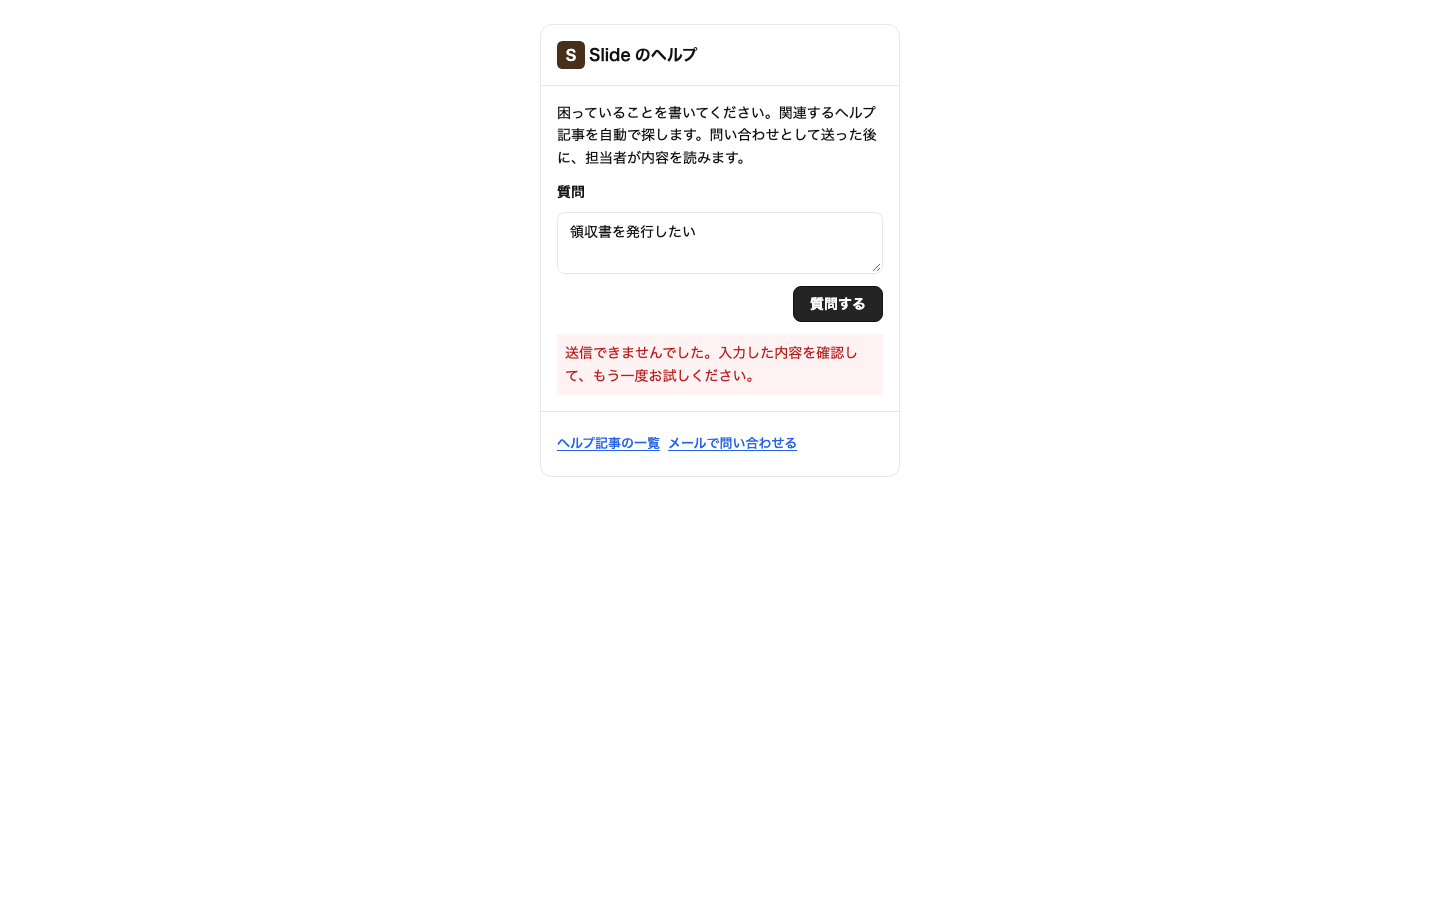 S Slide のヘルプ
困っていることを書いてください。関連するヘルプ
記事を自動で探します。問い合わせとして送った後
に、担当者が内容を読みます。
質問
領収書を発行したい
質問する
送信できませんでした。入力した内容を確認し
て、もう一度お試しください。
ヘルプ記事の一覧 メールで問い合わせる